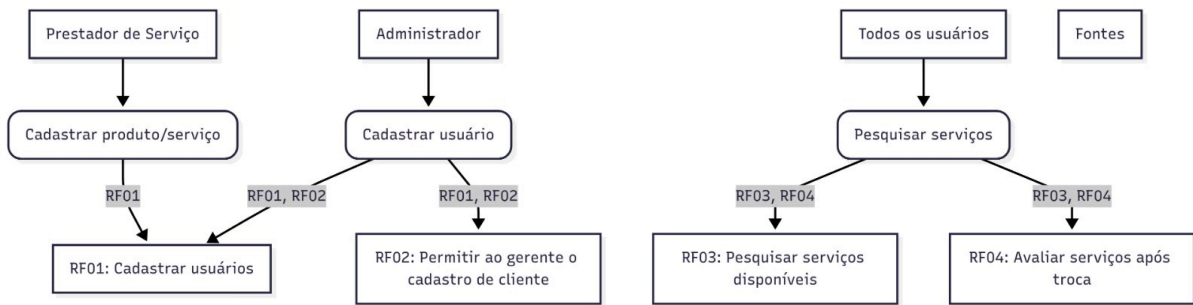 Prestador de Serviço
Administrador
Todos os usuários
Fontes
Cadastrar produto/serviço
Cadastrar usuário
Pesquisar serviços
RF01
RF01, RF02
RF01, RF02
RF03, RF04
RF03, RF04
RF01: Cadastrar usuários
RF02: Permitir ao gerente o
cadastro de cliente
RF03: Pesquisar serviços
disponíveis
RF04: Avaliar serviços após
troca